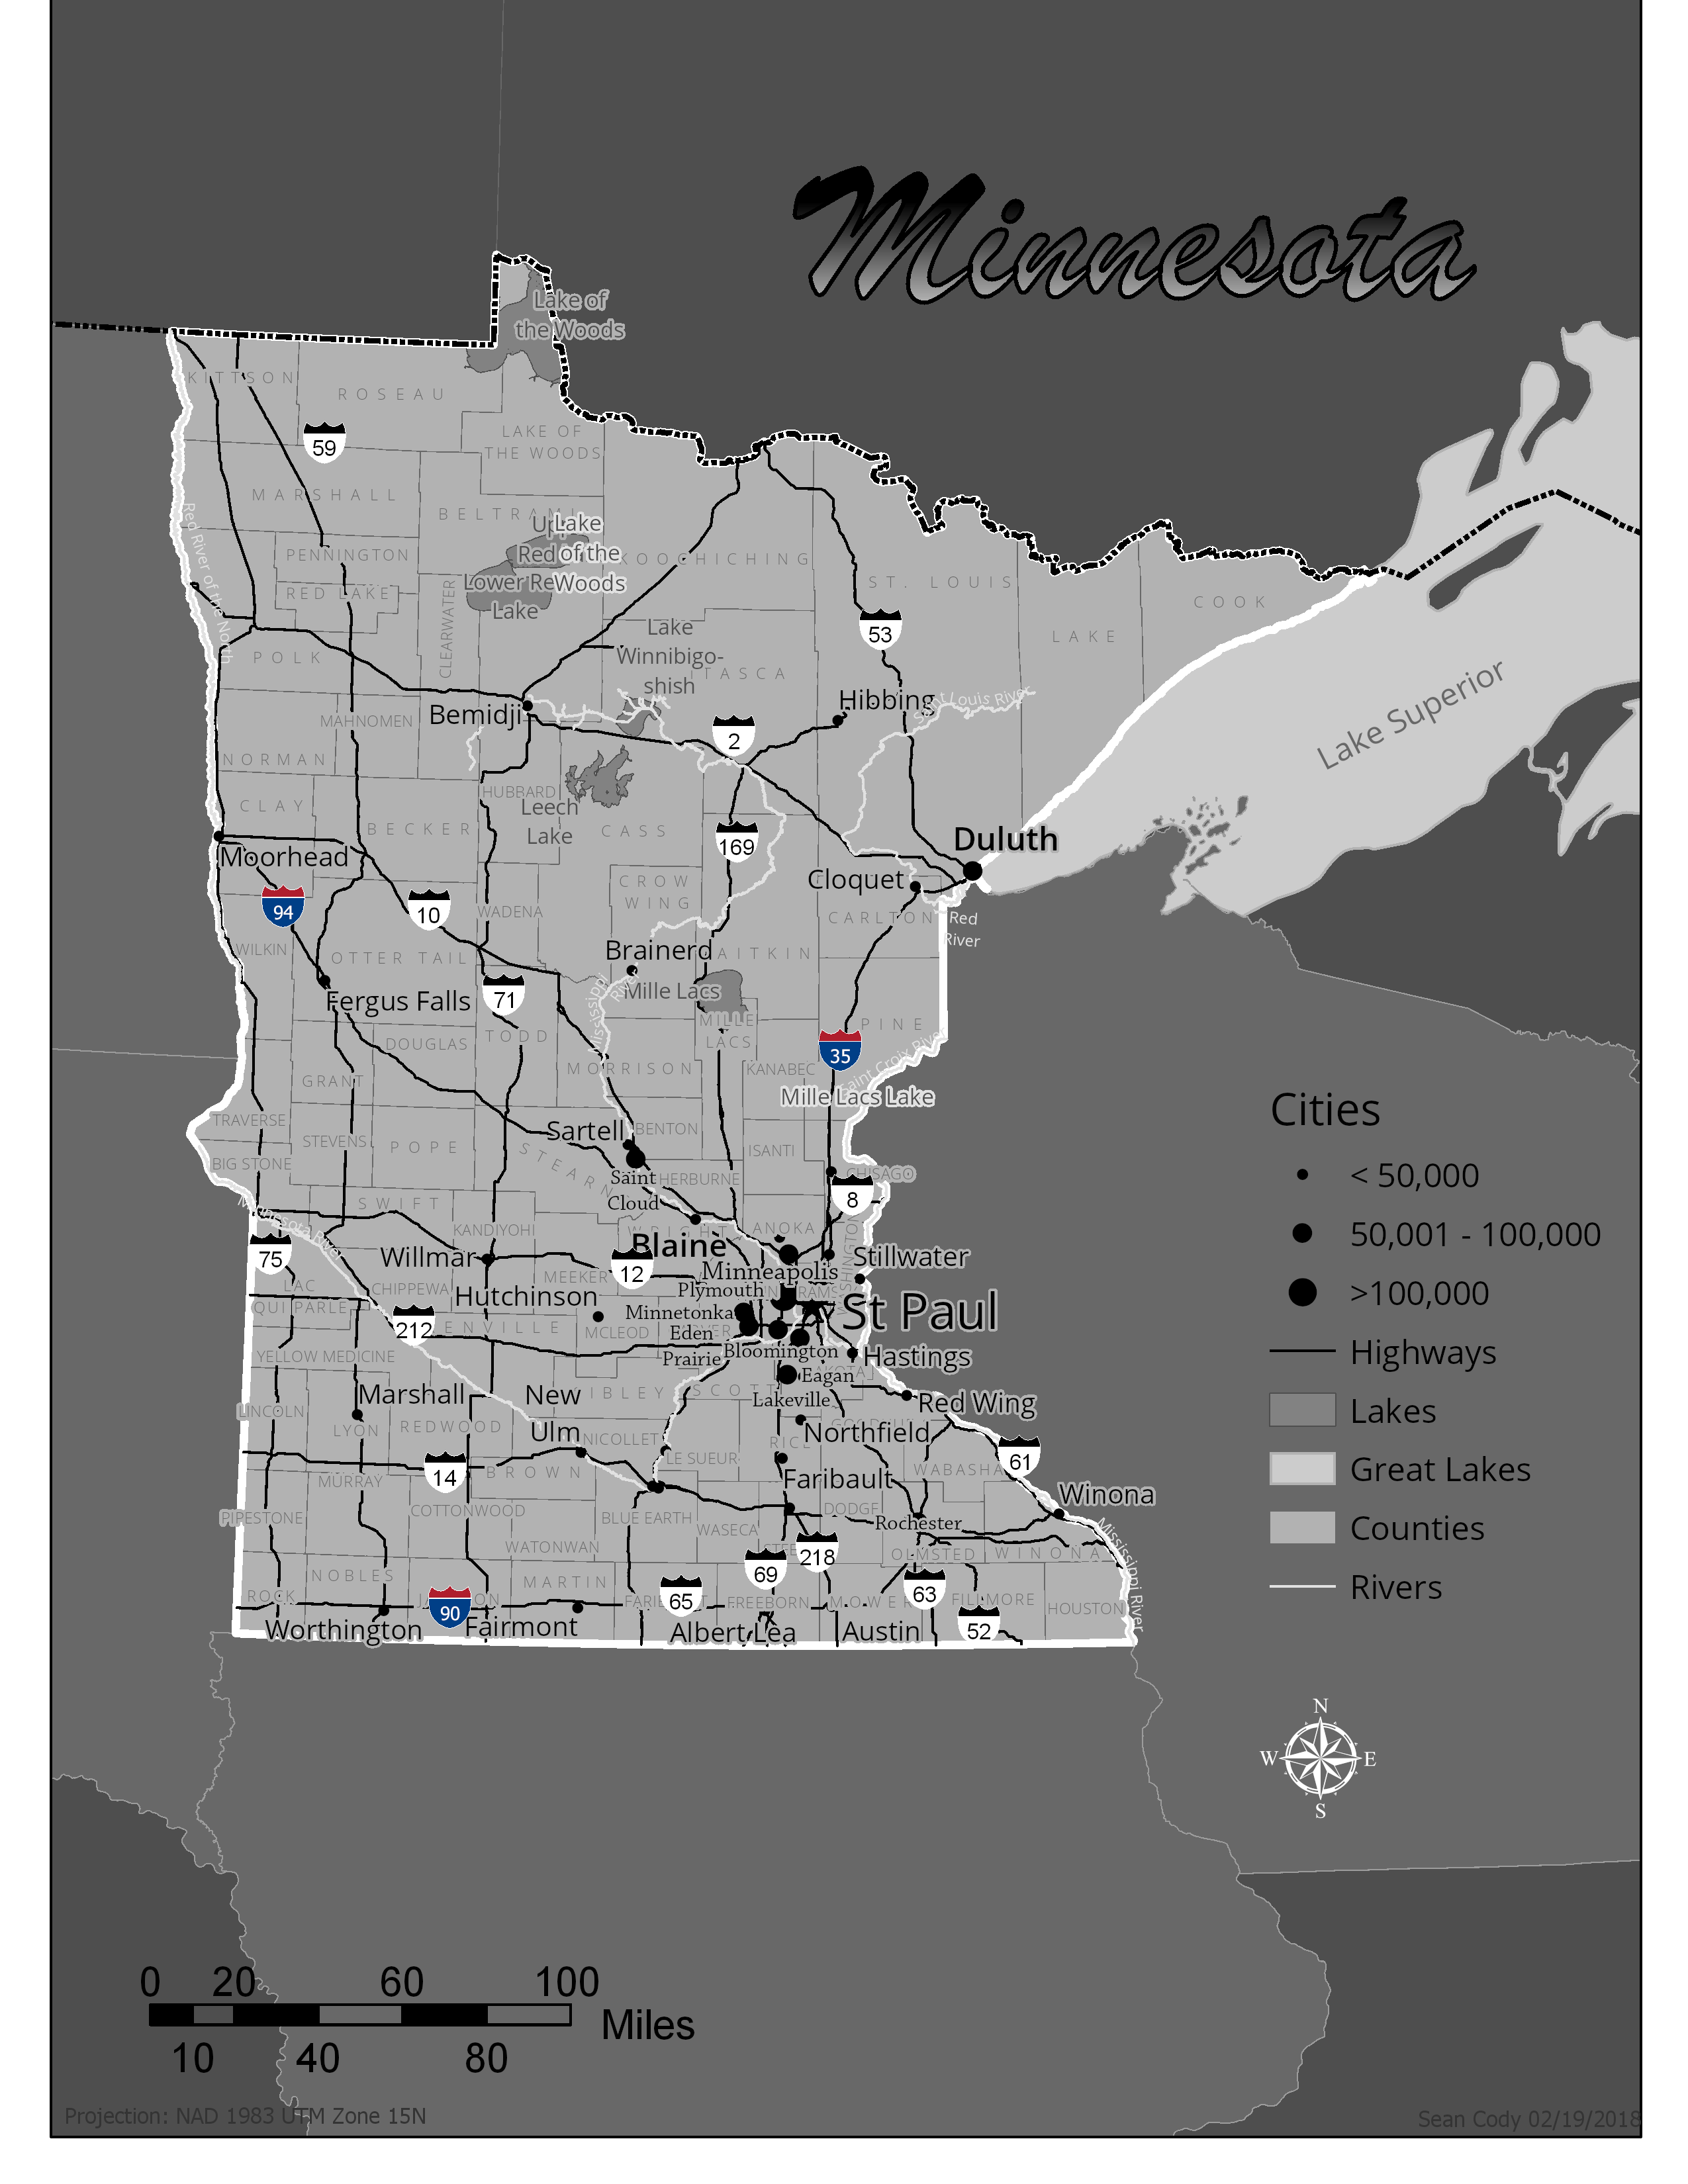 Minnesota
Lake of
the Woods
KITTSON
ROSEAU
59
LAKE OF
THE WOODS
MARSHALL
BELTRAMI
Lake
Red of the
Lower Re Woods
Lake
PENNINGTON
KOOCHICHING
RED LAKE
CLEARWATER
ST. LOUIS
COOK
LAKE
53
Red River of the North
POLK
Lake
Winnibigo-
shish
ITASCA
Hibbing
St Louis River
Lake Superior
Bemidji
MAHNOMEN
2
NORMAN
HUBBARD
Leech
Lake
CLAY
BECKER
CASS
169
Duluth
Moorhead
Cloquet
94
10
CROW
WING
WADENA
CARLTON
Red
River
WILKIN
OTTER TAIL
Brainerd
AITKIN
Fergus Falls
71
Mille Lacs
Mississippi
River
MILLE
LACS
PINE
DOUGLAS
TODD
35
GRANT
MORRISON
KANABEC
Saint Croix River
Mille Lacs Lake
TRAVERSE
STEVENS
POPE
Sartell
BENTON
ISANTI
BIG STONE
STEARNS
Saint
Cloud
SHERBURNE
CHISAGO
8
SWIFT
Minnesota River
KANDIYOHI
WRIGHT
ANOKA
WASHINGTON
Blaine
75
Willmar
12
Stillwater
MEEKER
Minneapolis
LAC
QUI PARLE
CHIPPEWA
Hutchinson
Plymouth
RAMSEY
Minnetonka
St Paul
212
RENVILLE
MCLEOD
CARVER
Eden
Prairie
Bloomington
Hastings
YELLOW MEDICINE
Eagan
DAKOTA
Marshall
New
Ulm
SIBLEY
SCOTT
Lakeville
Red Wing
LINCOLN
LYON
REDWOOD
NICOLLET
GOODHUE
Northfield
LE SUEUR
RICE
61
14
BROWN
Faribault
WABASHA
MURRAY
Winona
PIPESTONE
COTTONWOOD
BLUE EARTH
WASECA
DODGE
Rochester
Mississippi River
WATONWAN
STEELE
218
OLMSTED
WINONA
69
ROCK
NOBLES
JACKSON
90
MARTIN
FARIBAULT
65
FREEBORN
MOWER
63
FILLMORE
HOUSTON
Worthington
Fairmont
Albert Lea
Austin
52
Cities
< 50,000
50,001 - 100,000
>100,000
Highways
Lakes
Great Lakes
Counties
Rivers
N
W E
S
0 20 60 100
Miles
10 40 80
Projection: NAD 1983 UTM Zone 15N
Sean Cody 02/19/2018